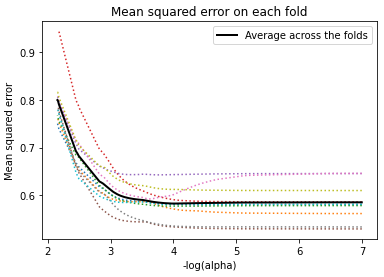 Mean squared error on each fold
Average across the folds
0.9
0.8
0.7
0.6
Mean squared error
2 3 4 5 6 7
-log(alpha)